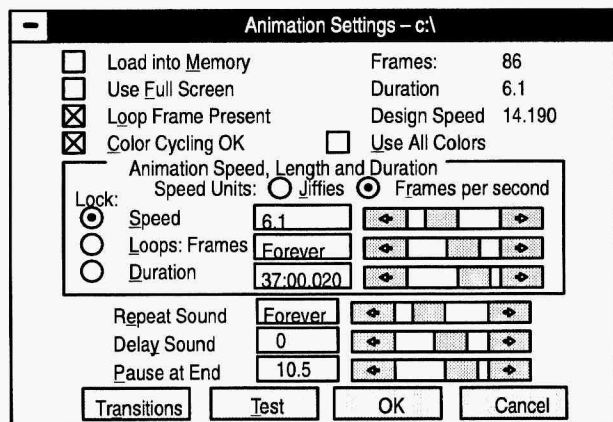 Animation Settings – c:\
Load into Memory Frames: 86
Use Full Screen Duration 6.1
Loop Frame Present Design Speed 14.190
Color Cycling OK Use All Colors
Animation Speed, Length and Duration
Speed Units: Jiffies Frames per second
Lock:
Speed 6.1
Loops: Frames Forever
Duration 37:00.020
Repeat Sound Forever
Delay Sound 0
Pause at End 10.5
Transitions Test OK Cancel